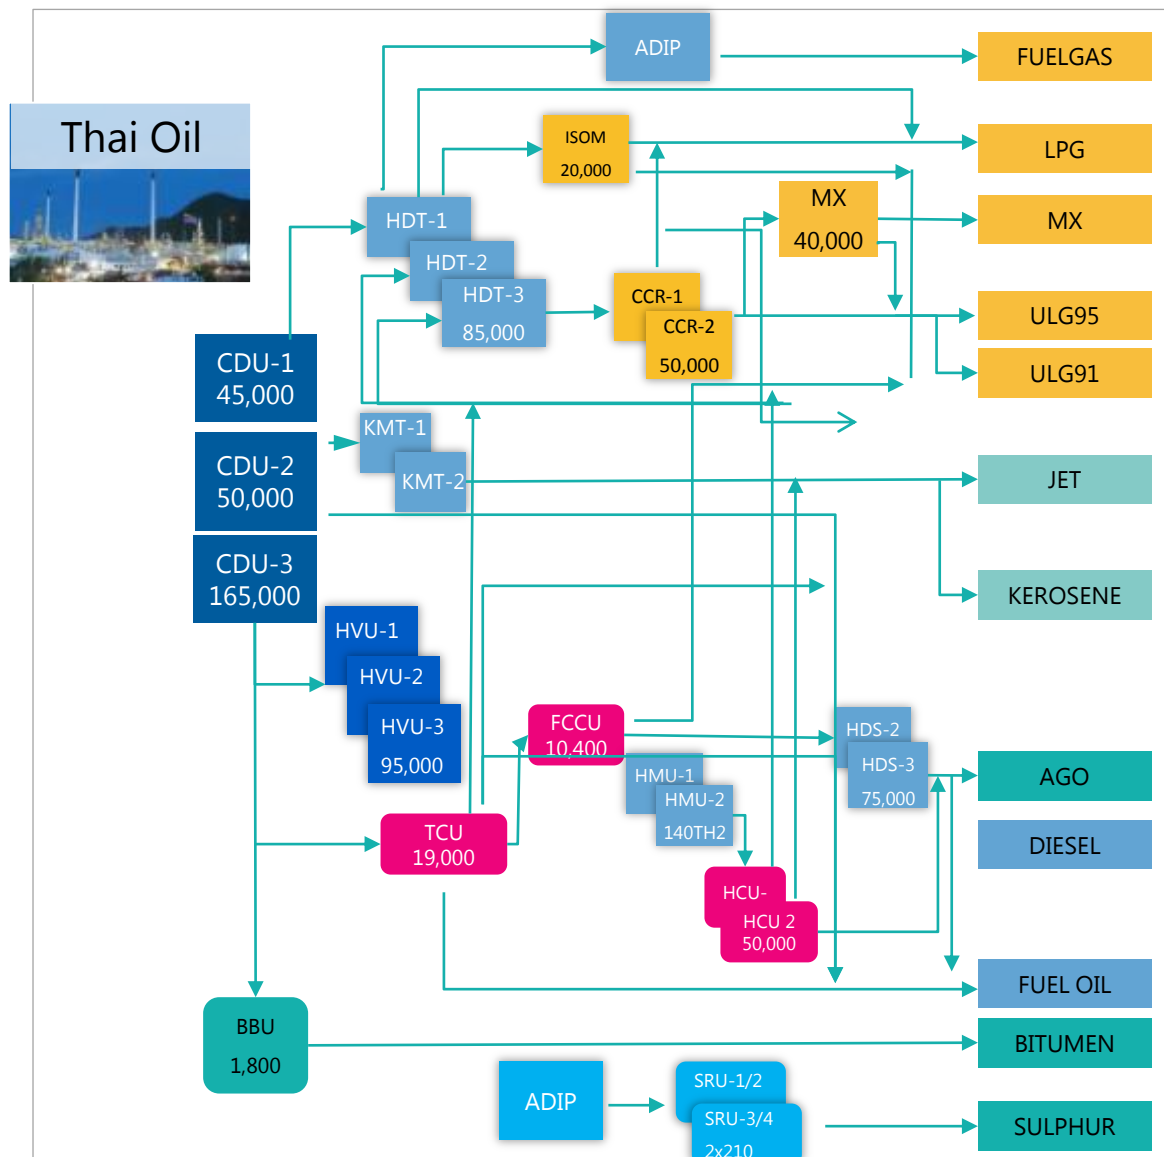 ADIP
FUELGAS
Thai Oil
ISOM
20,000
LPG
MX
40,000
MX
HDT-1
HDT-2
HDT-3
85,000
CCR-1
CCR-2
50,000
ULG95
ULG91
CDU-1
45,000
KMT-1
KMT-2
CDU-2
50,000
JET
CDU-3
165,000
KEROSENE
HVU-1
HVU-2
HVU-3
95,000
FCCU
10,400
HDS-2
HDS-3
75,000
HMU-1
HMU-2
140TH2
AGO
TCU
19,000
DIESEL
HCU-
HCU 2
50,000
FUEL OIL
BBU
1,800
BITUMEN
ADIP
SRU-1/2
SRU-3/4
2x210
SULPHUR